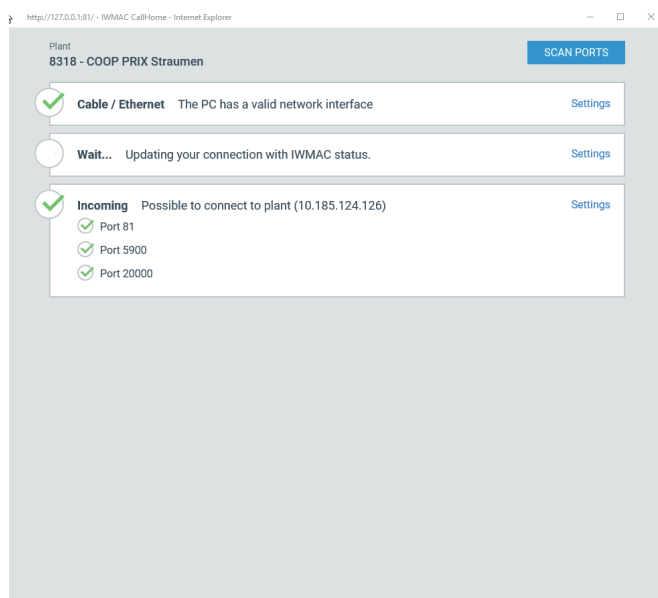 http://127.0.0.1:81/ - IWMAC CallHome - Internet Explorer
Plant
8318 - COOP PRIX Straumen
SCAN PORTS
Cable / Ethernet The PC has a valid network interface Settings
Wait... Updating your connection with IWMAC status. Settings
Incoming Possible to connect to plant (10.185.124.126) Settings
Port 81
Port 5900
Port 20000